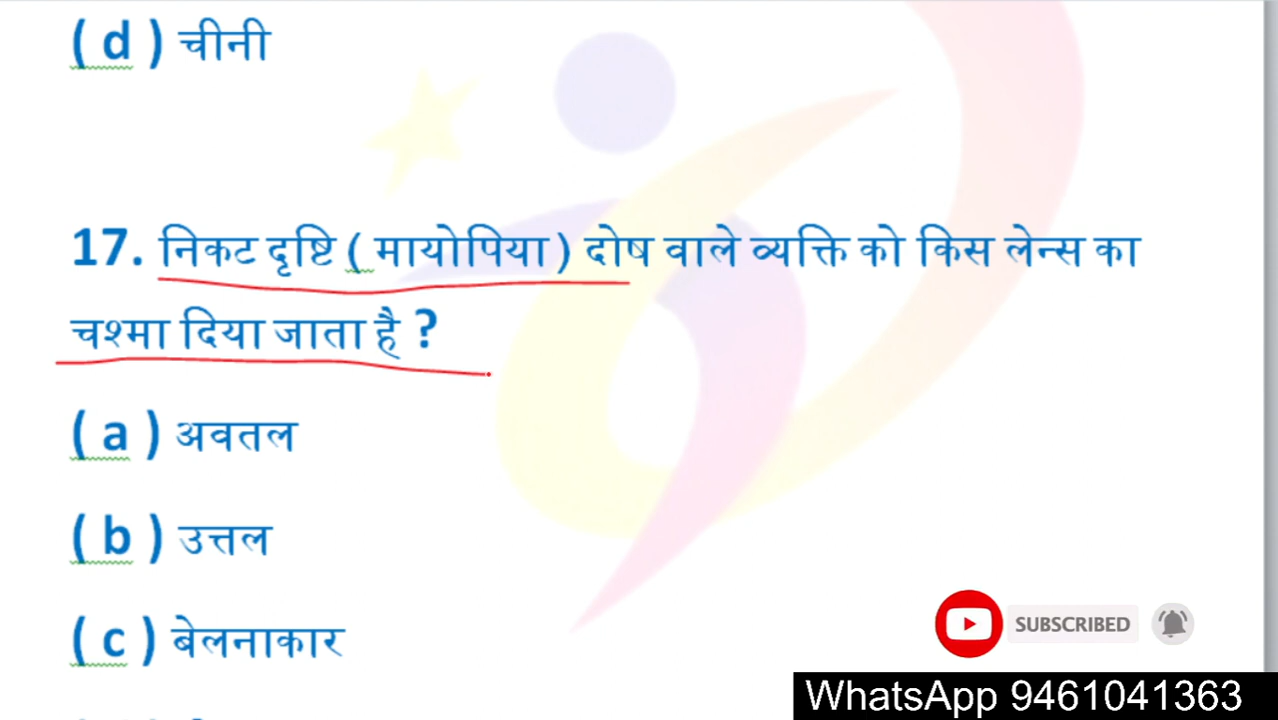 ( d ) चीनी
17. निकट दृष्टि ( मायोपिया ) दोष वाले व्यक्ति को किस लेन्स का
चश्मा दिया जाता है ?
( a ) अवतल
( b ) उत्तल
( c ) बेलनाकार
SUBSCRIBED
WhatsApp 9461041363